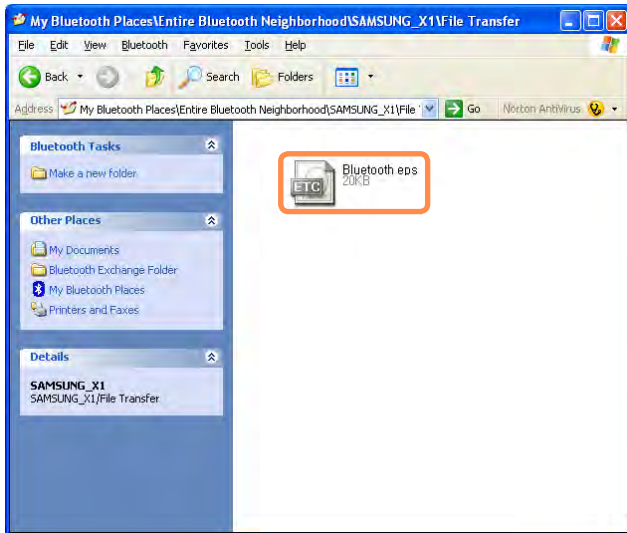 My Bluetooth Places\Entire Bluetooth Neighborhood\SAMSUNG_X1\File Transfer
File Edit View Bluetooth Favorites Tools Help
Back Search Folders
Address My Bluetooth Places\Entire Bluetooth Neighborhood\SAMSUNG_X1\File Go Norton AntiVirus
Bluetooth Tasks
Make a new folder
Other Places
My Documents
Bluetooth Exchange Folder
My Bluetooth Places
Printers and Faxes
Details
SAMSUNG_X1
SAMSUNG_X1/File Transfer
ETC
Bluetooth eps
20KB